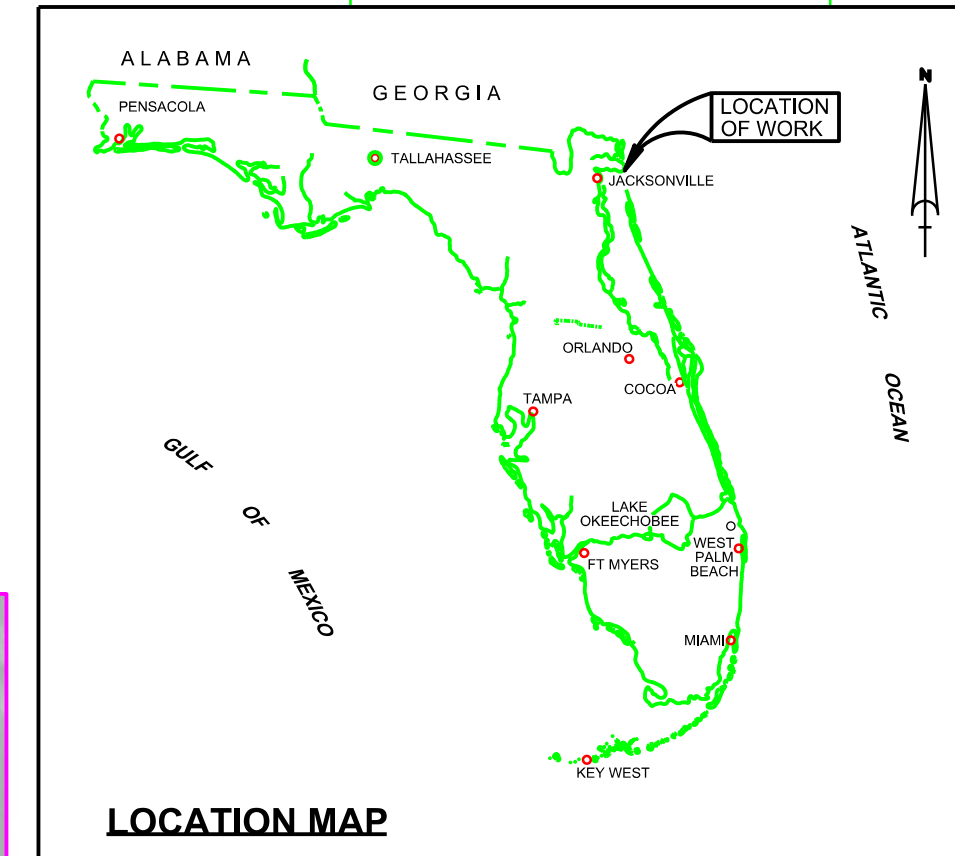 ALABAMA
GEORGIA
N
PENSACOLA
LOCATION
OF WORK
TALLAHASSEE
JACKSONVILLE
ATLANTIC
OCEAN
ORLANDO
COCOA
TAMPA
GULF
OF
MEXICO
LAKE
OKEECHOBEE
WEST
PALM
BEACH
FT MYERS
MIAMI
KEY WEST
LOCATION MAP